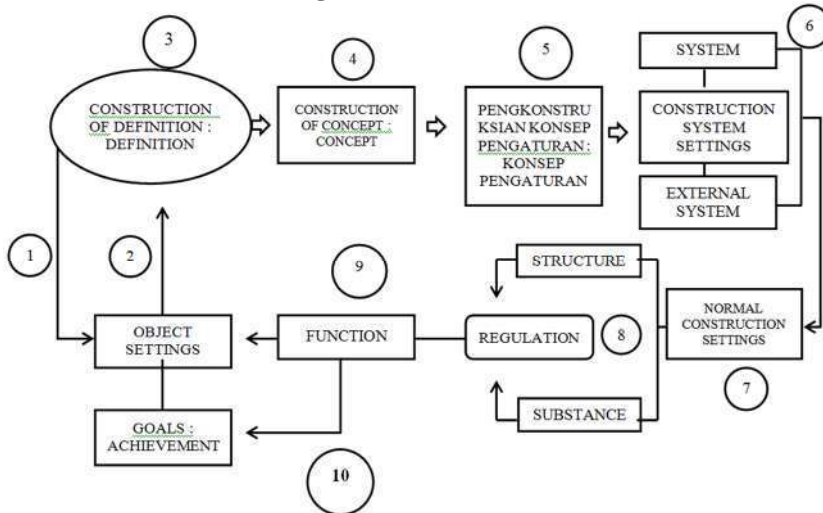 3
4
5
6
CONSTRUCTION
OF DEFINITION :
DEFINITION
CONSTRUCTION
OF CONCEPT :
CONCEPT
PENGKONSTRU
KSIAN KONSEP
PENGATURAN :
KONSEP
PENGATURAN
SYSTEM
CONSTRUCTION
SYSTEM
SETTINGS
EXTERNAL
SYSTEM
1
2
9
STRUCTURE
OBJECT
SETTINGS
FUNCTION
REGULATION
8
NORMAL
CONSTRUCTION
SETTINGS
7
SUBSTANCE
GOALS :
ACHIEVEMENT
10